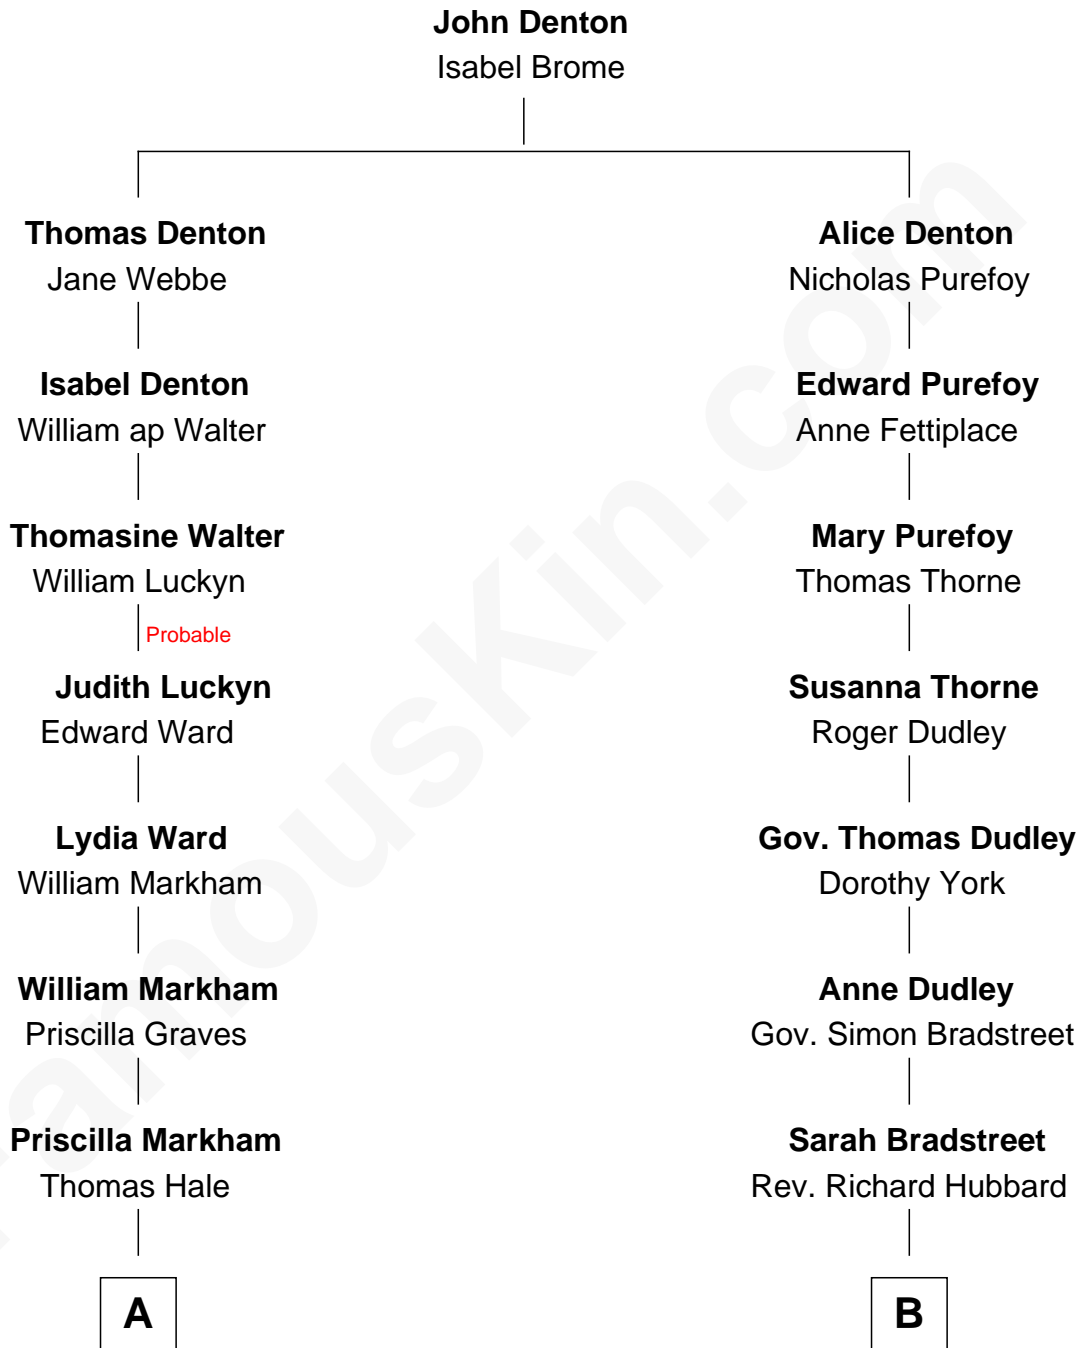 John Denton
Isabel Brome
Thomas Denton
Jane Webbe
Isabel Denton
William ap Walter
Thomasine Walter
William Luckyn
Probable
Judith Luckyn
Edward Ward
Lydia Ward
William Markham
William Markham
Priscilla Graves
Priscilla Markham
Thomas Hale
A
Alice Denton
Nicholas Purefoy
Edward Purefoy
Anne Fettiplace
Mary Purefoy
Thomas Thorne
Susanna Thorne
Roger Dudley
Gov. Thomas Dudley
Dorothy York
Anne Dudley
Gov. Simon Bradstreet
Sarah Bradstreet
Rev. Richard Hubbard
B
FamousKin.com